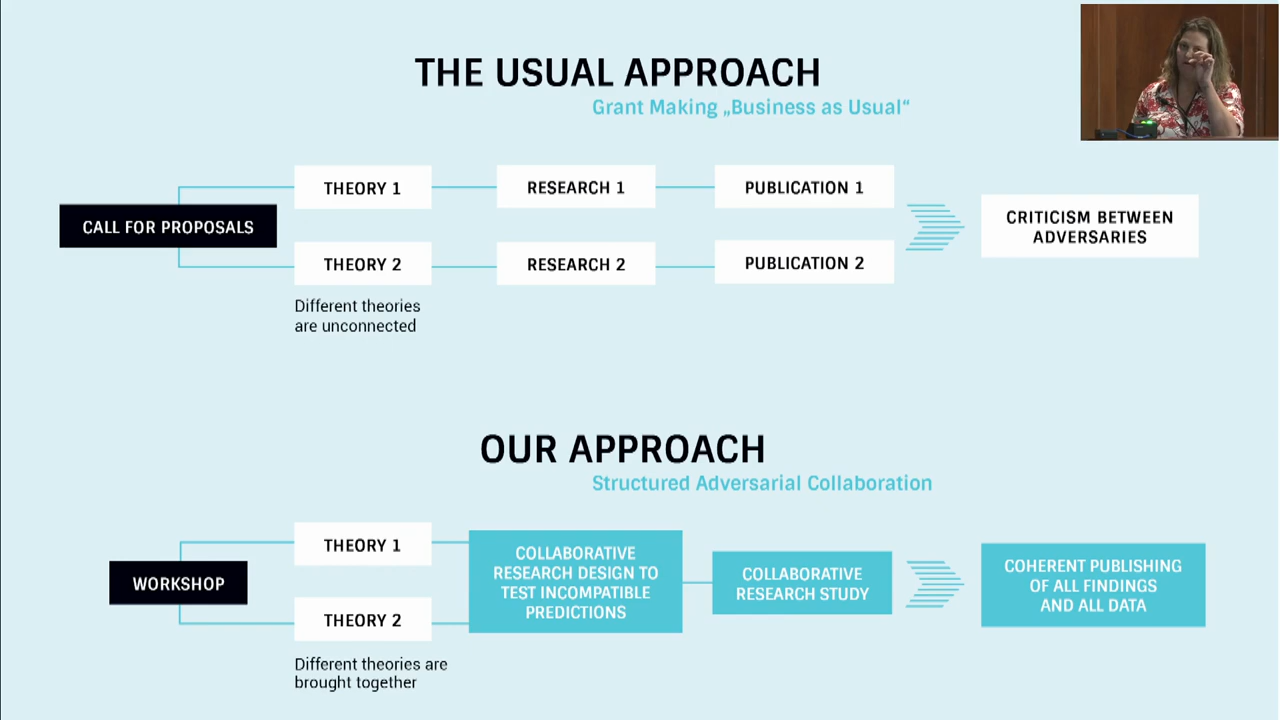 THE USUAL APPROACH
Grant Making „Business as Usual“
CALL FOR PROPOSALS
THEORY 1
RESEARCH 1
PUBLICATION 1
THEORY 2
RESEARCH 2
PUBLICATION 2
CRITICISM BETWEEN
ADVERSARIES
Different theories
are unconnected
OUR APPROACH
Structured Adversarial Collaboration
WORKSHOP
THEORY 1
THEORY 2
COLLABORATIVE
RESEARCH DESIGN TO
TEST INCOMPATIBLE
PREDICTIONS
COLLABORATIVE
RESEARCH STUDY
COHERENT PUBLISHING
OF ALL FINDINGS
AND ALL DATA
Different theories are
brought together